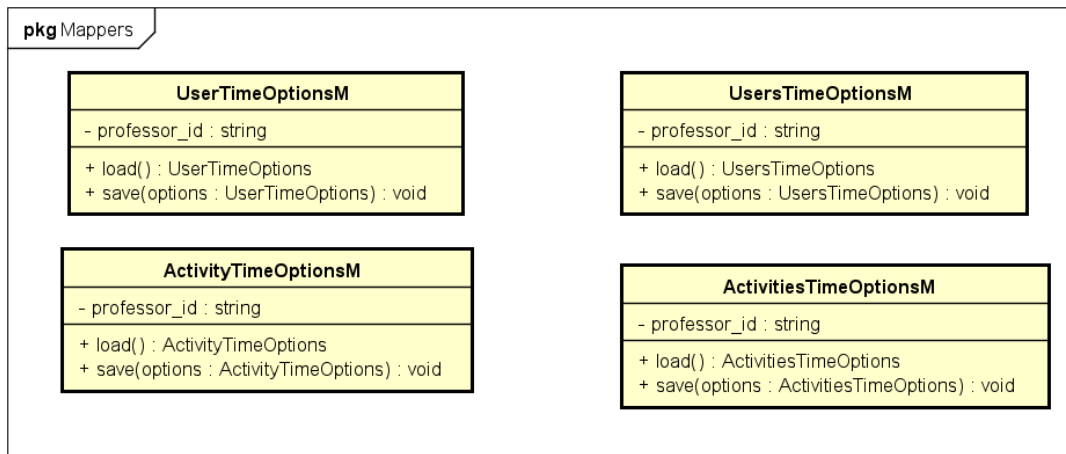 pkg Mappers
UserTimeOptionsM
- professor_id : string
+ load() : UserTimeOptions
+ save(options : UserTimeOptions) : void
UsersTimeOptionsM
- professor_id : string
+ load() : UsersTimeOptions
+ save(options : UsersTimeOptions) : void
ActivityTimeOptionsM
- professor_id : string
+ load() : ActivityTimeOptions
+ save(options : ActivityTimeOptions) : void
ActivitiesTimeOptionsM
- professor_id : string
+ load() : ActivitiesTimeOptions
+ save(options : ActivitiesTimeOptions) : void